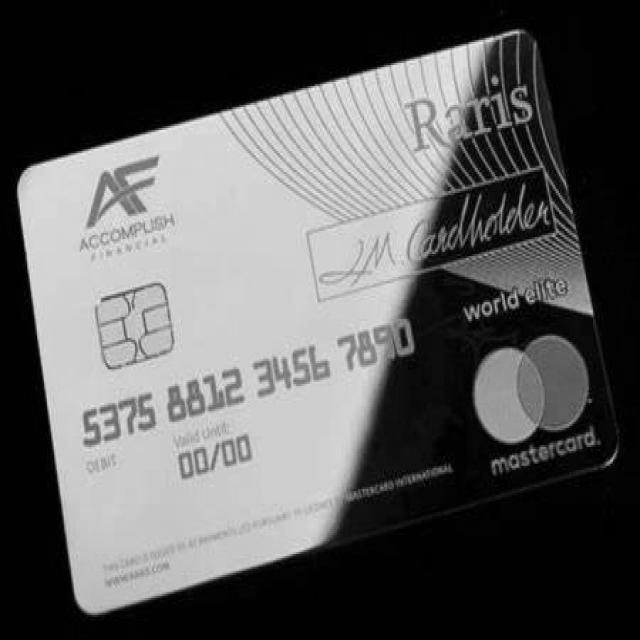 Raris
AF
ACCOMPLISH
FINANCIAL
J.M. Cardholder
world elite
5375 8812 3456 7890
DEBIT
Valid Until:
00/00
mastercard.
THIS CARD IS ISSUED BY PURSUANT TO LICENCE BY MASTERCARD INTERNATIONAL
WWW.RARIS.COM